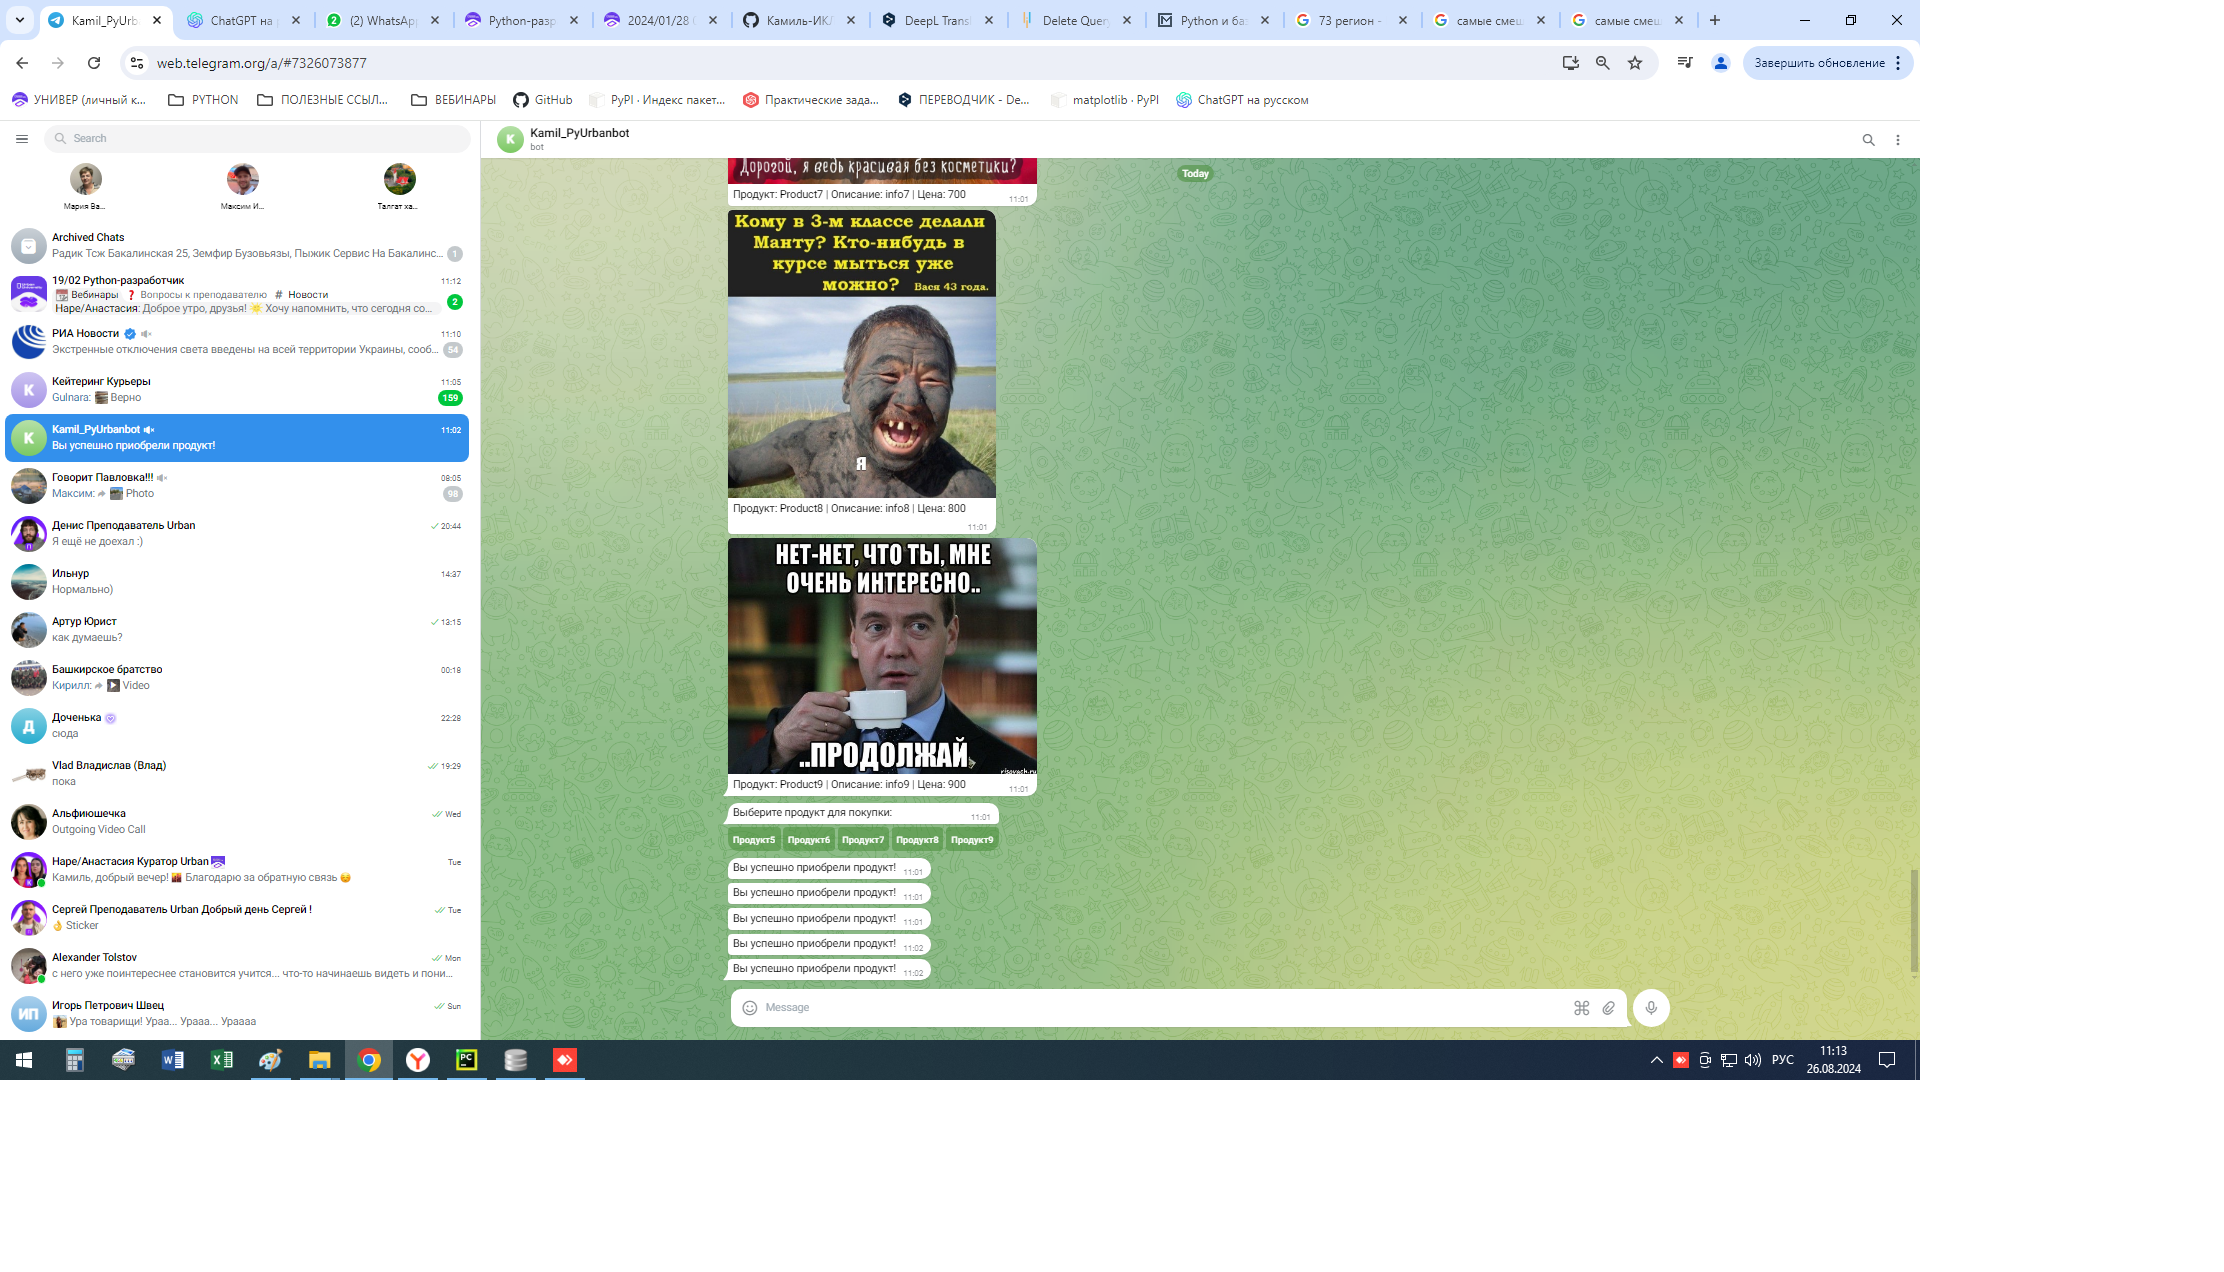 Kamil_PyUrb
ChatGPT на р
(2) WhatsApp
Python-разр
2024/01/28 (
Камиль-ИКЛ
DeepL Trans
Delete Quer
Python и ба
73 регион -
самые смеш
самые смеш
web.telegram.org/a/#7326073877
Завершить обновление
УНИВЕР (личный к...
PYTHON
ПОЛЕЗНЫЕ ССЫЛ...
ВЕБИНАРЫ
GitHub
PyPI · Индекс пакет...
Практические зада...
ПЕРЕВОДЧИК - De...
matplotlib · PyPI
ChatGPT на русском
Search
Мария Ва...
Максим И...
Талгат ха...
Archived Chats
Радик Тсж Бакалинская 25, Земфир Бузовьязы, Пыжик Сервис На Бакалинс... 1
19/02 Python-разработчик 11:12
Вебинары ❓ Вопросы к преподавателю # Новости
Наре/Анастасия: Доброе утро, друзья! ☀️ Хочу напомнить, что сегодня со... 2
РИА Новости 11:10
Экстренные отключения света введены на всей территории Украины, сооб... 54
К
Кейтеринг Курьеры 11:05
Gulnara: Верно 159
K
Kamil_PyUrbanbot 11:02
Вы успешно приобрели продукт!
Говорит Павловка!!! 08:05
Максим: Photo 98
Денис Преподаватель Urban 20:44
Я ещё не доехал :)
Ильнур 14:37
Нормально)
Артур Юрист 13:15
как думаешь?
Башкирское братство 00:18
Кирилл: Video
Д
Доченька 22:28
сюда
Vlad Владислав (Влад) 19:29
пока
Альфиюшечка Wed
Outgoing Video Call
Наре/Анастасия Куратор Urban Tue
Камиль, добрый вечер! Благодарю за обратную связь
Сергей Преподаватель Urban Добрый день Сергей ! Tue
👌 Sticker
Alexander Tolstov Mon
с него уже поинтереснее становится учится... что-то начинаешь видеть и пони...
ИП
Игорь Петрович Швец Sun
Ура товарищи! Ураа... Урааа... Ураааа
K
Kamil_PyUrbanbot
bot
Today
Дорогой, я ведь красивая без косметики?
Продукт: Product7 | Описание: info7 | Цена: 700 11:01
Кому в 3-м классе делали
Манту? Кто-нибудь в
курсе мыться уже
можно? Вася 43 года.
Я
Продукт: Product8 | Описание: info8 | Цена: 800
11:01
НЕТ-НЕТ, ЧТО ТЫ, МНЕ
ОЧЕНЬ ИНТЕРЕСНО..
..ПРОДОЛЖАЙ
risovach.ru
Продукт: Product9 | Описание: info9 | Цена: 900 11:01
Выберите продукт для покупки: 11:01
Продукт5 Продукт6 Продукт7 Продукт8 Продукт9
Вы успешно приобрели продукт! 11:01
Вы успешно приобрели продукт! 11:01
Вы успешно приобрели продукт! 11:01
Вы успешно приобрели продукт! 11:02
Вы успешно приобрели продукт! 11:02
Message
РУС
11:13
26.08.2024